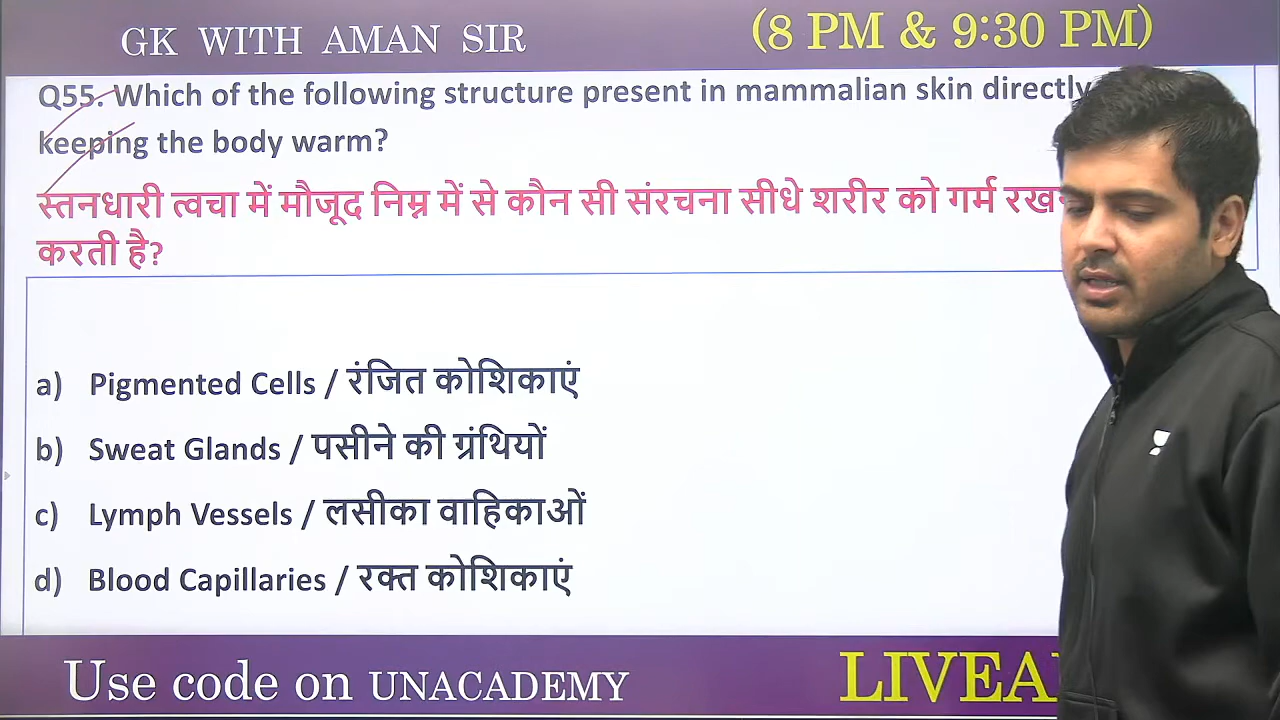 GK WITH AMAN SIR
(8 PM & 9:30 PM)
Q55. Which of the following structure present in mammalian skin directly
keeping the body warm?
स्तनधारी त्वचा में मौजूद निम्न में से कौन सी संरचना सीधे शरीर को गर्म
करती है?
a) Pigmented Cells / रंजित कोशिकाएं
b) Sweat Glands / पसीने की ग्रंथियों
c) Lymph Vessels / लसीका वाहिकाओं
d) Blood Capillaries / रक्त कोशिकाएं
Use code on UNACADEMY